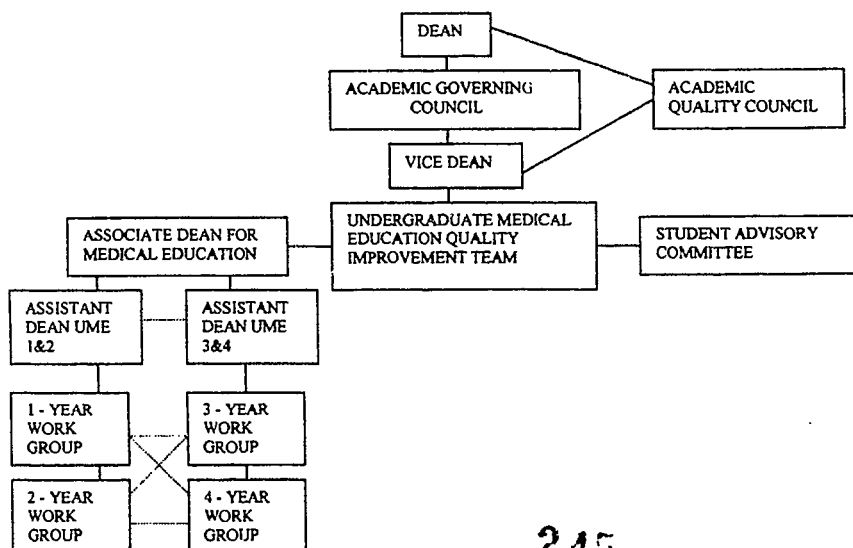 DEAN
ACADEMIC GOVERNING
COUNCIL
ACADEMIC
QUALITY COUNCIL
VICE DEAN
UNDERGRADUATE MEDICAL
EDUCATION QUALITY
IMPROVEMENT TEAM
ASSOCIATE DEAN FOR
MEDICAL EDUCATION
STUDENT ADVISORY
COMMITTEE
ASSISTANT
DEAN UME
1&2
ASSISTANT
DEAN UME
3&4
1 - YEAR
WORK
GROUP
3 - YEAR
WORK
GROUP
2 - YEAR
WORK
GROUP
4 - YEAR
WORK
GROUP